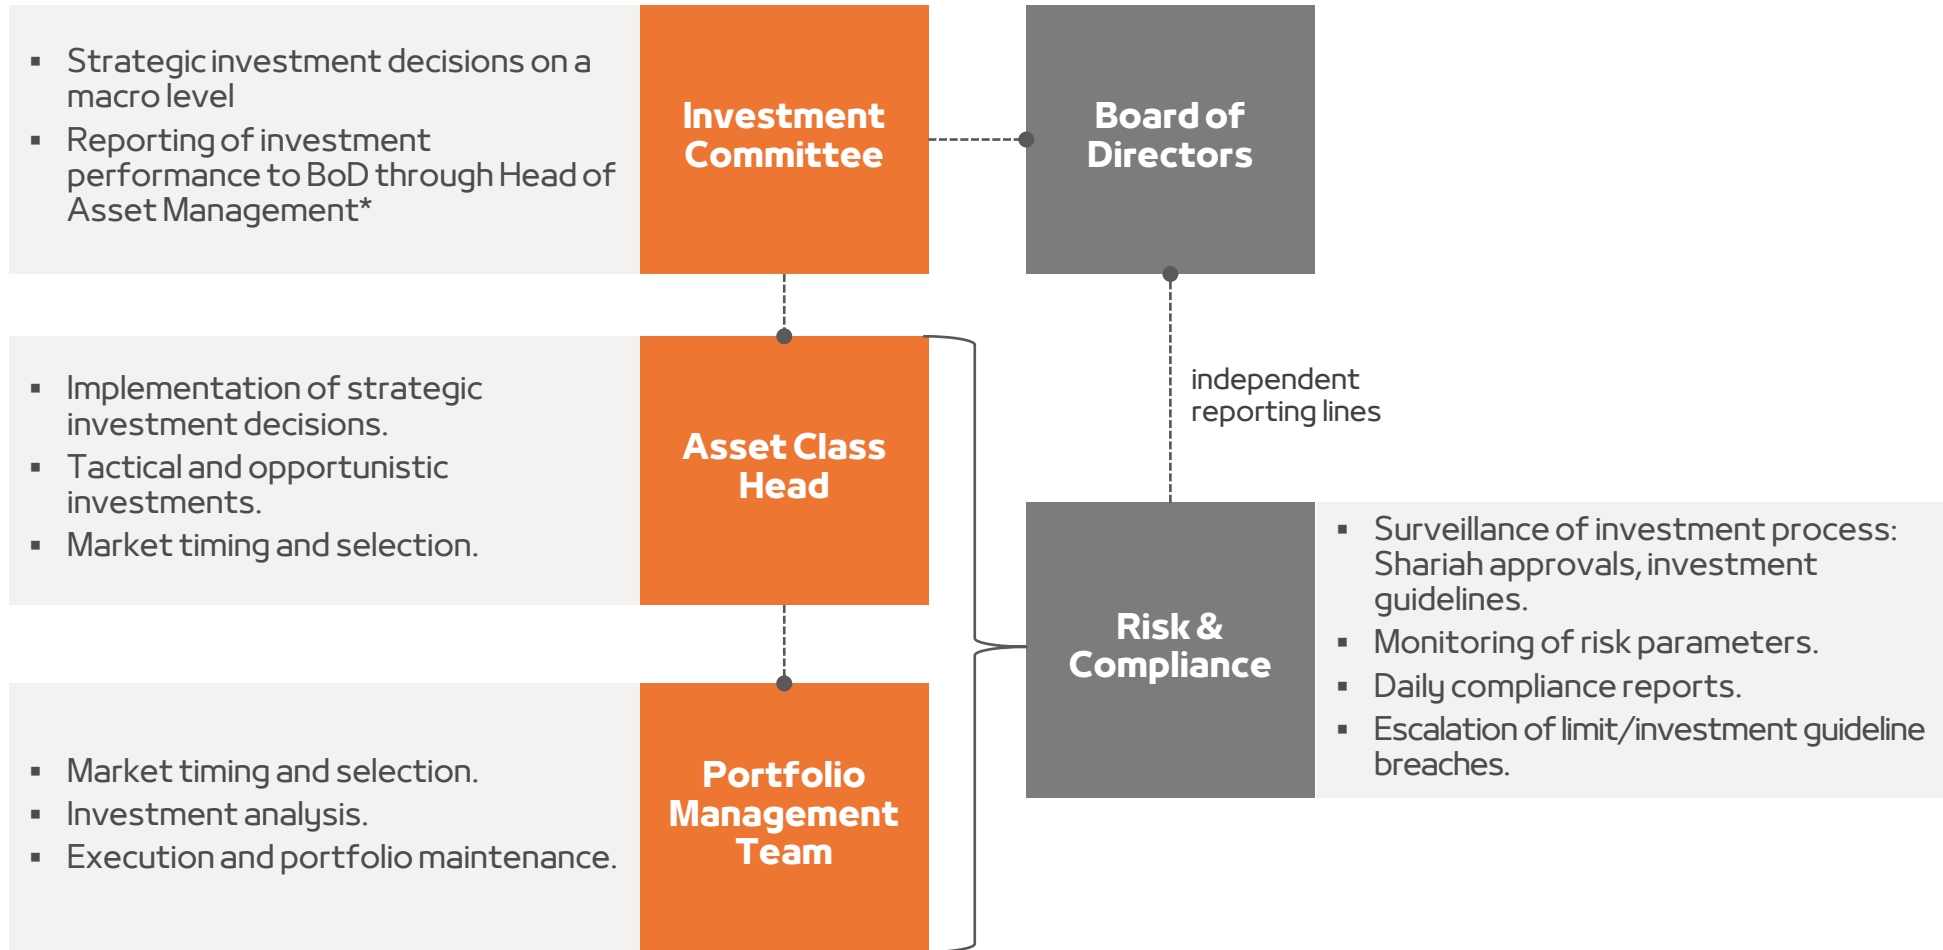 ▪ Strategic investment decisions on a
macro level
▪ Reporting of investment
performance to BoD through Head of
Asset Management*
Investment
Committee
Board of
Directors
▪ Implementation of strategic
investment decisions.
▪ Tactical and opportunistic
investments.
▪ Market timing and selection.
Asset Class
Head
independent
reporting lines
Risk &
Compliance
▪ Surveillance of investment process:
Shariah approvals, investment
guidelines.
▪ Monitoring of risk parameters.
▪ Daily compliance reports.
▪ Escalation of limit/investment guideline
breaches.
▪ Market timing and selection.
▪ Investment analysis.
▪ Execution and portfolio maintenance.
Portfolio
Management
Team